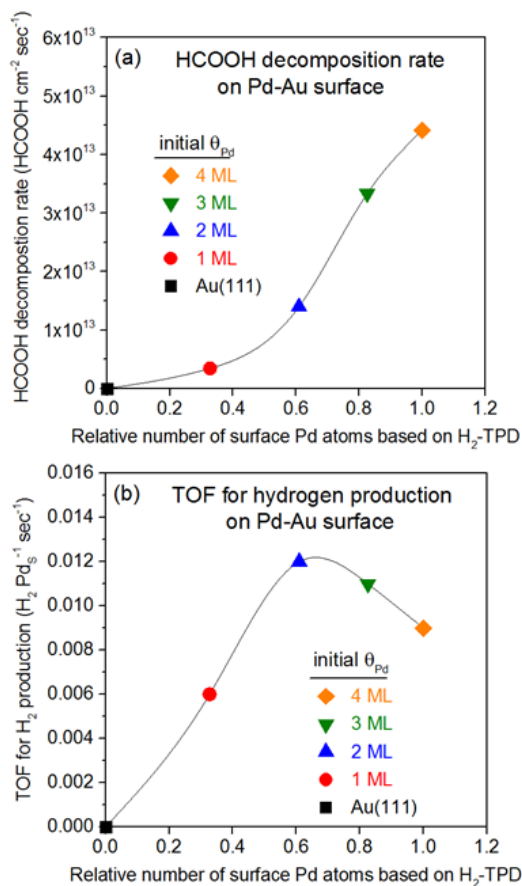 (a)
HCOOH decomposition rate
on Pd-Au surface
HCOOH decompostion rate (HCOOH cm⁻² sec⁻¹)
6x10¹³
5x10¹³
4x10¹³
3x10¹³
2x10¹³
1x10¹³
0
initial θPd
4 ML
3 ML
2 ML
1 ML
Au(111)
0.0 0.2 0.4 0.6 0.8 1.0 1.2
Relative number of surface Pd atoms based on H₂-TPD
(b)
TOF for hydrogen production
on Pd-Au surface
TOF for H₂ production (H₂ Pdₛ⁻¹ sec⁻¹)
0.016
0.014
0.012
0.010
0.008
0.006
0.004
0.002
0.000
initial θPd
4 ML
3 ML
2 ML
1 ML
Au(111)
0.0 0.2 0.4 0.6 0.8 1.0 1.2
Relative number of surface Pd atoms based on H₂-TPD